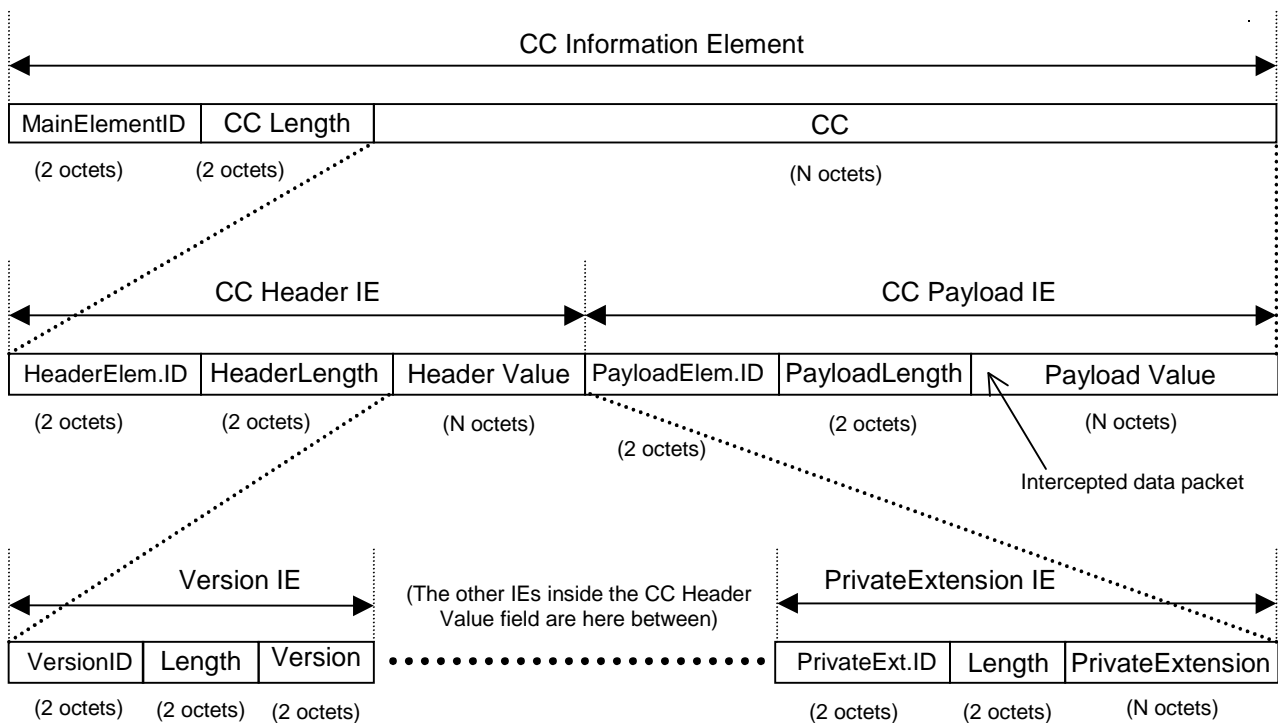 CC Information Element
MainElementID CC Length CC
(2 octets) (2 octets) (N octets)
CC Header IE CC Payload IE
HeaderElem.ID HeaderLength Header Value PayloadElem.ID PayloadLength Payload Value
(2 octets) (2 octets) (N octets) (2 octets) (2 octets) (N octets)
Intercepted data packet
Version IE
(The other IEs inside the CC Header
Value field are here between)
PrivateExtension IE
VersionID Length Version PrivateExt.ID Length PrivateExtension
(2 octets) (2 octets) (2 octets) (2 octets) (2 octets) (N octets)